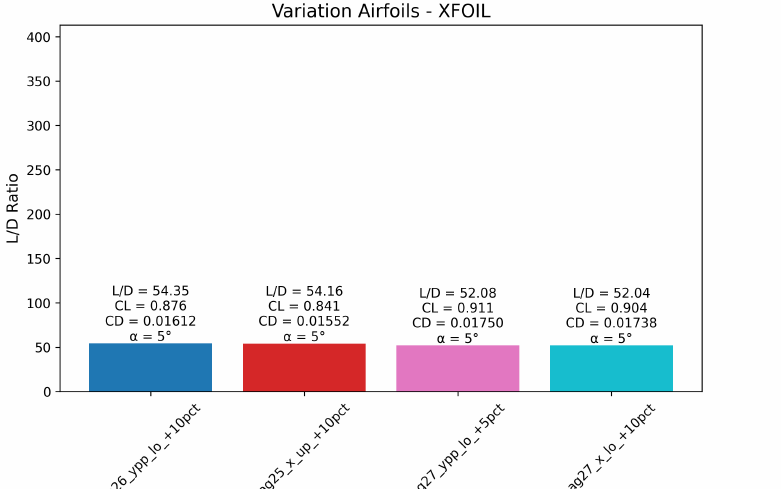 Variation Airfoils - XFOIL
L/D Ratio
400
350
300
250
200
150
100
50
0
L/D = 54.35
CL = 0.876
CD = 0.01612
α = 5°
L/D = 54.16
CL = 0.841
CD = 0.01552
α = 5°
L/D = 52.08
CL = 0.911
CD = 0.01750
α = 5°
L/D = 52.04
CL = 0.904
CD = 0.01738
α = 5°
26_ypp_lo_+10pct
ag25_x_up_+10pct
ag27_ypp_lo_+5pct
ag27_x_lo_+10pct